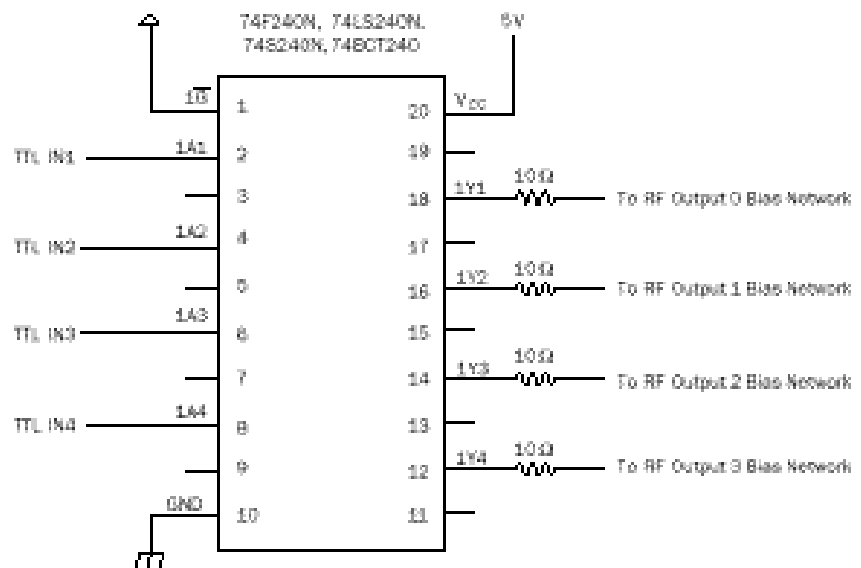 74F240N, 74LS240N,
74S240N, 74BCT240
5V
1G
1
20
VCC
TTL IN1
1A1
2
19
3
18
1Y1
10Ω
To RF Output 0 Bias Network
TTL IN2
1A2
4
17
5
16
1Y2
10Ω
To RF Output 1 Bias Network
TTL IN3
1A3
6
15
7
14
1Y3
10Ω
To RF Output 2 Bias Network
TTL IN4
1A4
8
13
9
12
1Y4
10Ω
To RF Output 3 Bias Network
GND
10
11